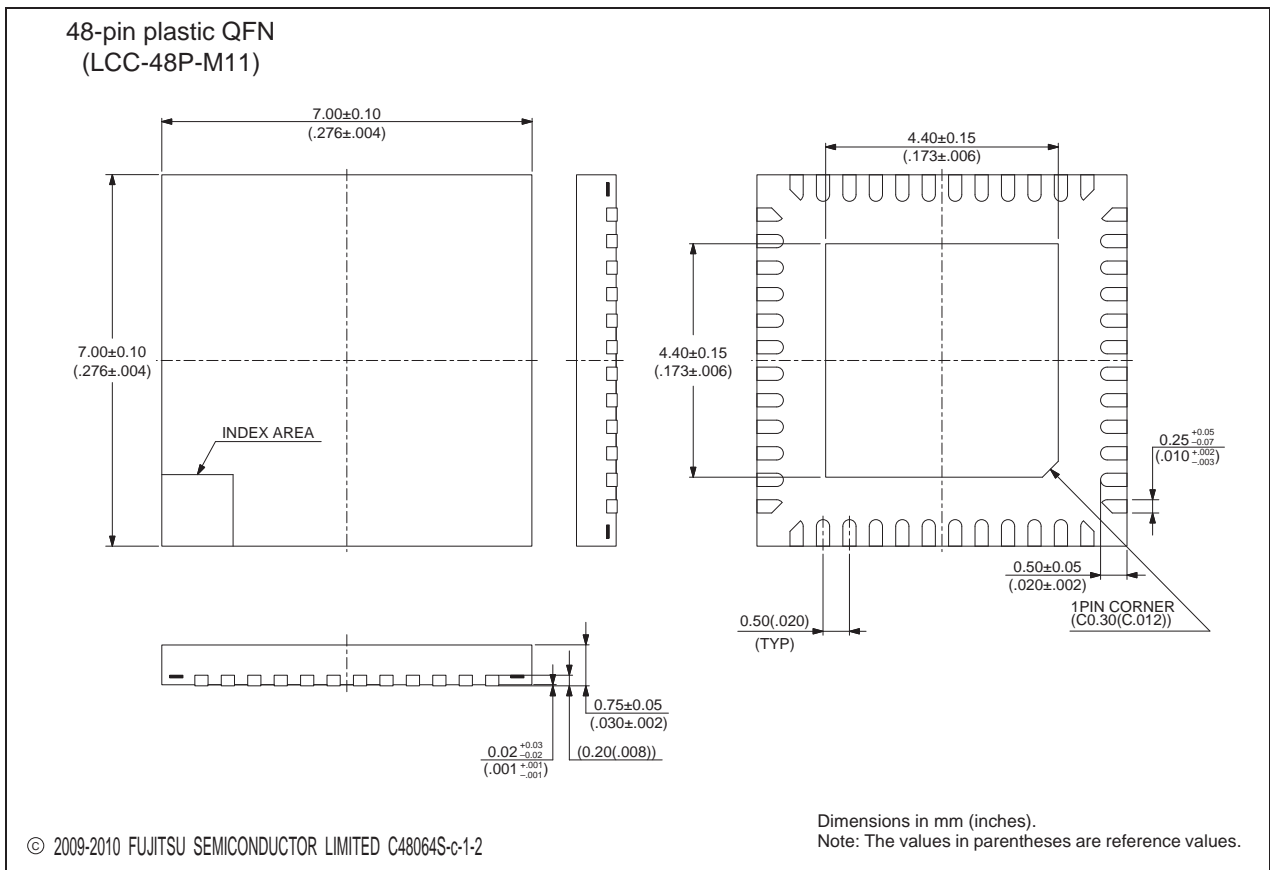 48-pin plastic QFN
(LCC-48P-M11)
7.00±0.10
(.276±.004)
4.40±0.15
(.173±.006)
7.00±0.10
(.276±.004)
4.40±0.15
(.173±.006)
INDEX AREA
0.25 +0.05 –0.07
(.010 +.002 –.003)
0.50±0.05
(.020±.002)
1PIN CORNER
(C0.30(C.012))
0.50(.020)
(TYP)
0.75±0.05
(.030±.002)
0.02 +0.03 –0.02
(.001 +.001 –.001)
(0.20(.008))
Dimensions in mm (inches).
Note: The values in parentheses are reference values.
© 2009-2010 FUJITSU SEMICONDUCTOR LIMITED C48064S-c-1-2